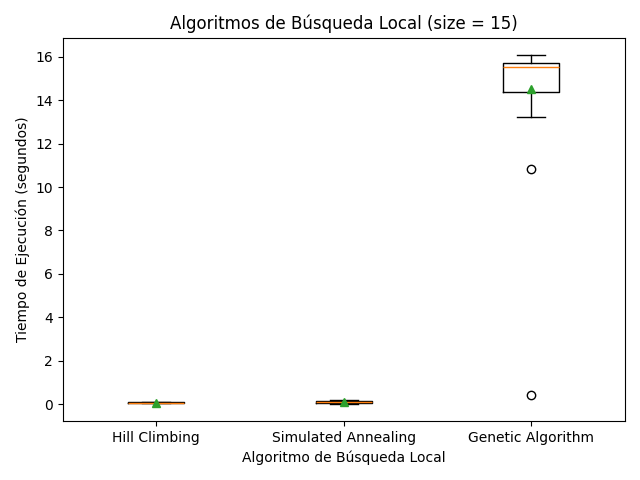 Algoritmos de Búsqueda Local (size = 15)
Tiempo de Ejecución (segundos)
16
14
12
10
8
6
4
2
0
Hill Climbing
Simulated Annealing
Genetic Algorithm
Algoritmo de Búsqueda Local